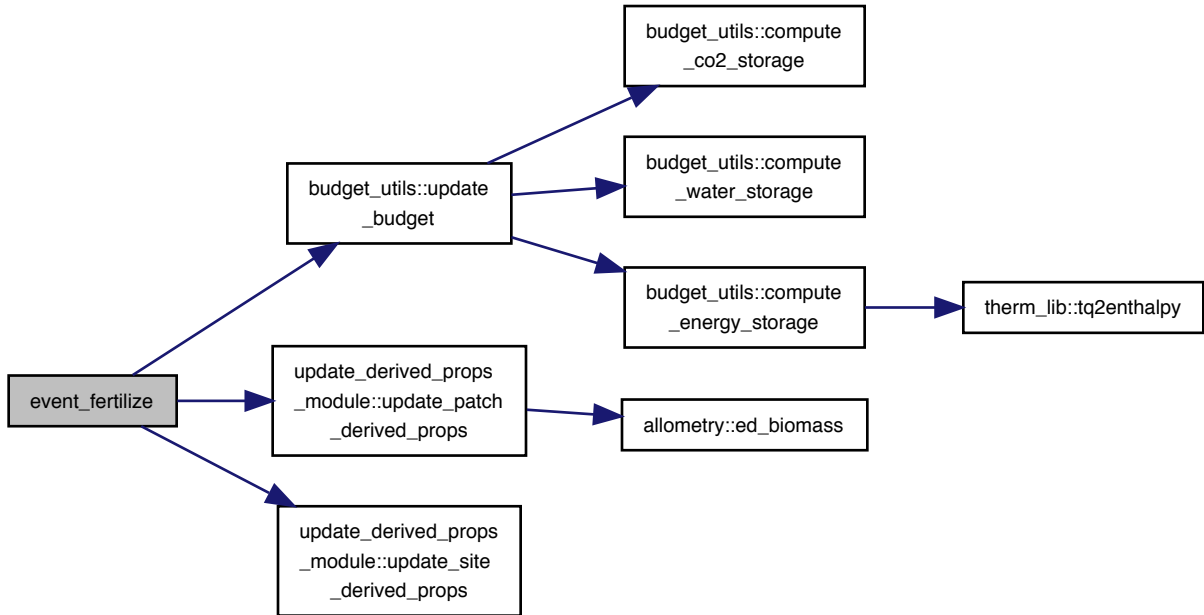 budget_utils::compute
_co2_storage
budget_utils::compute
_water_storage
budget_utils::update
_budget
budget_utils::compute
_energy_storage
therm_lib::tq2enthalpy
update_derived_props
_module::update_patch
_derived_props
event_fertilize
allometry::ed_biomass
update_derived_props
_module::update_site
_derived_props